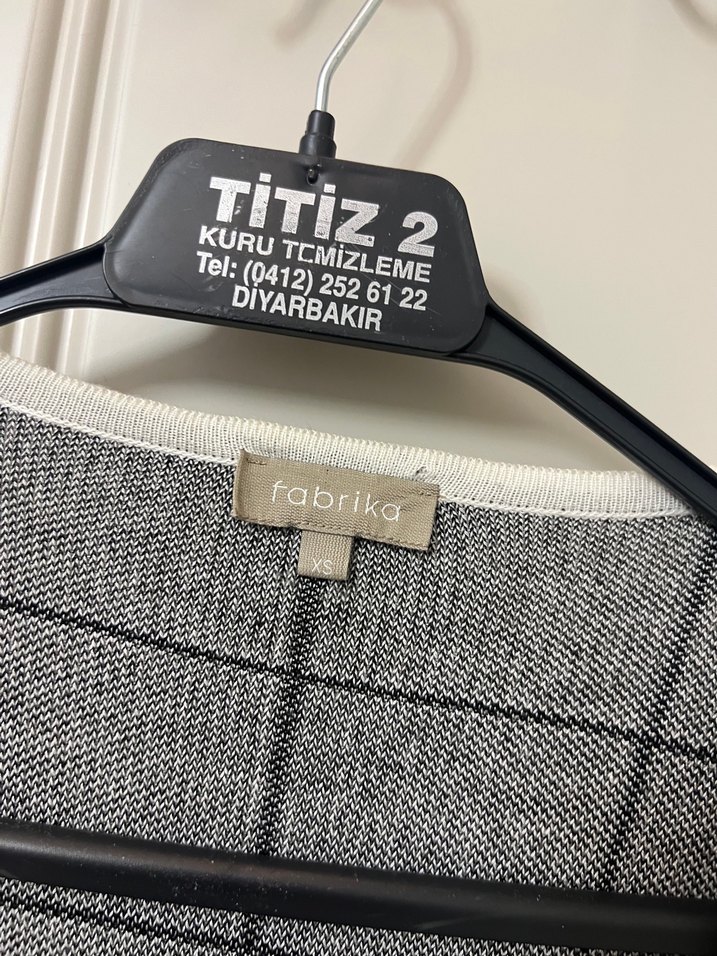 TİTİZ 2
KURU TEMİZLEME
Tel: (0412) 252 61 22
DİYARBAKIR
fabrika
XS